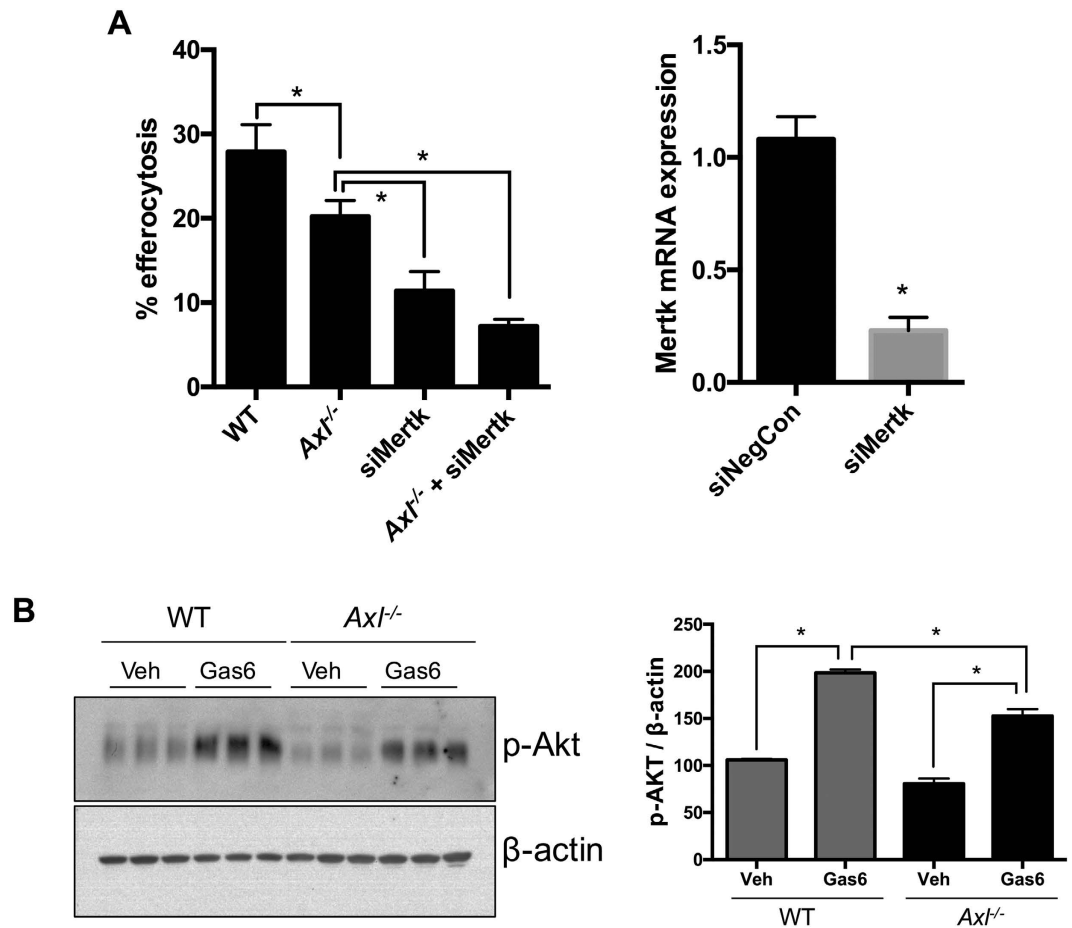 A
% efferocytosis
40
30
20
10
0
*
*
*
WT
Axl-/-
siMertk
Axl-/- + siMertk
Mertk mRNA expression
1.5
1.0
0.5
0.0
*
siNegCon
siMertk
B
WT Axl-/-
Veh Gas6 Veh Gas6
p-Akt
β-actin
p-AKT / β-actin
250
200
150
100
50
0
* *
*
Veh Gas6 Veh Gas6
WT Axl-/-